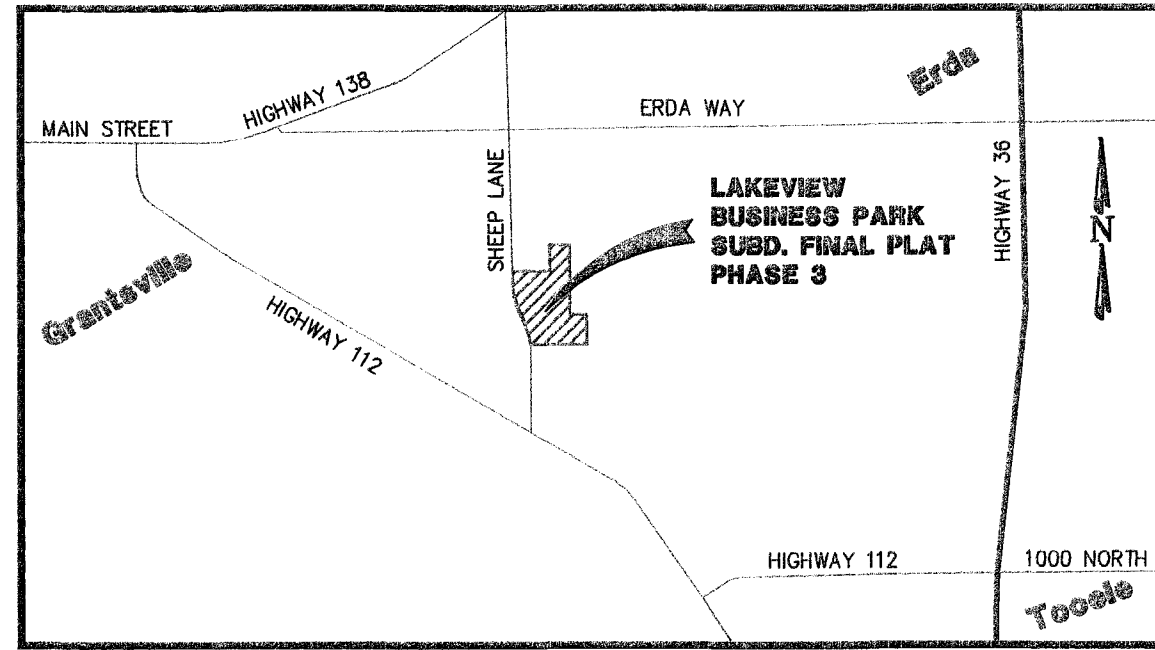 Erda
HIGHWAY 138
MAIN STREET
ERDA WAY
SHEEP LANE
HIGHWAY 36
LAKEVIEW
BUSINESS PARK
SUBD. FINAL PLAT
PHASE 3
N
Grantsville
HIGHWAY 112
HIGHWAY 112
1000 NORTH
Tooele